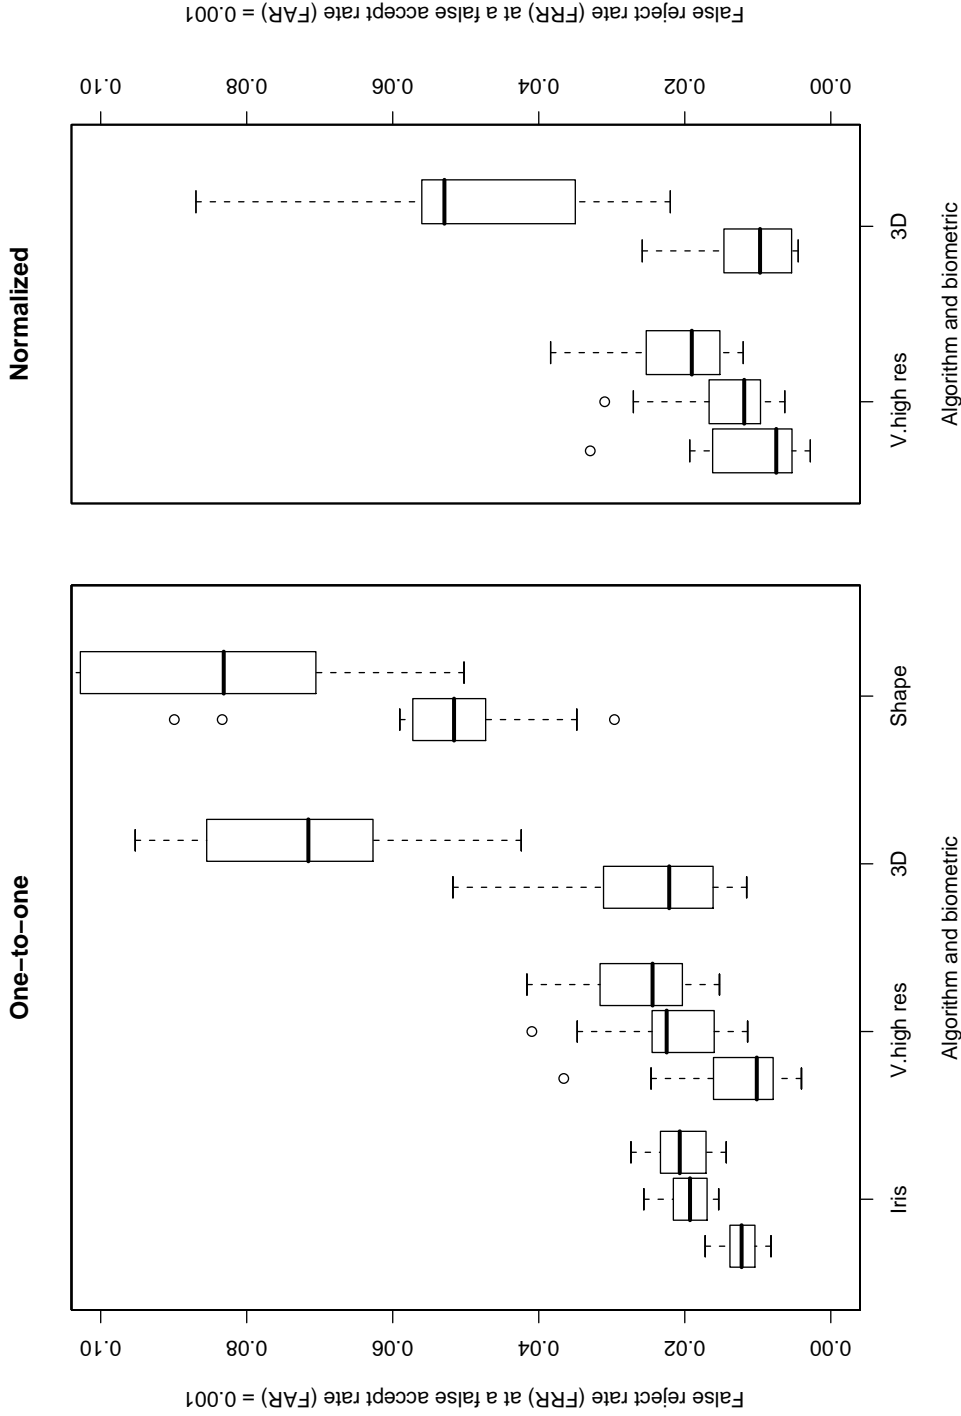 One−to−one
False reject rate (FRR) at a false accept rate (FAR) = 0.001
0.00
0.02
0.04
0.06
0.08
0.10
Iris
V.high res
3D
Shape
Algorithm and biometric
Normalized
False reject rate (FRR) at a false accept rate (FAR) = 0.001
0.00
0.02
0.04
0.06
0.08
0.10
V.high res
3D
Algorithm and biometric